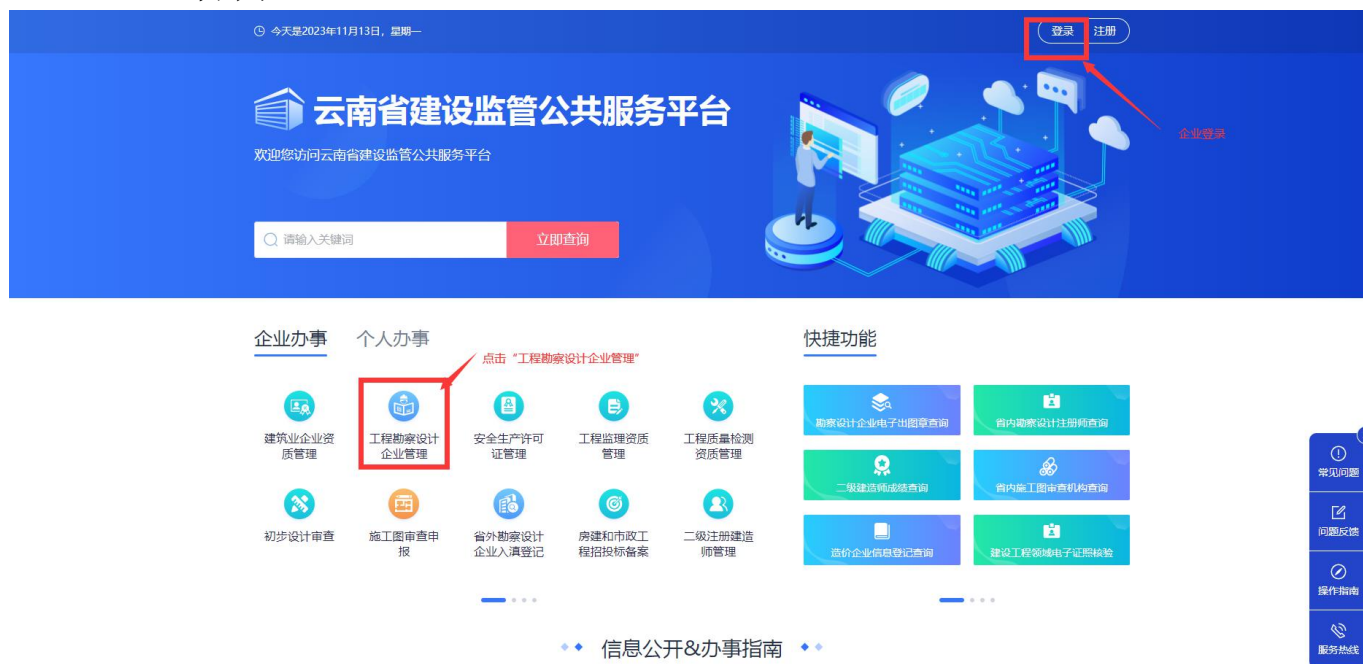 今天是2023年11月13日，星期一
登录
注册
云南省建设监管公共服务平台
欢迎您访问云南省建设监管公共服务平台
企业登录
请输入关键词
立即查询
企业办事
个人办事
快捷功能
点击“工程勘察设计企业管理”
建筑业企业资
质管理
工程勘察设计
企业管理
安全生产许可
证管理
工程监理资质
管理
工程质量检测
资质管理
初步设计审查
施工图审查申
报
省外勘察设计
企业入滇登记
房建和市政工
程招投标备案
二级注册建造
师管理
勘察设计企业电子出图章查询
省内勘察设计注册师查询
二级建造师成绩查询
省内施工图审查机构查询
造价企业信息登记查询
建设工程领域电子证照核验
常见问题
问题反馈
操作指南
服务热线
信息公开&办事指南